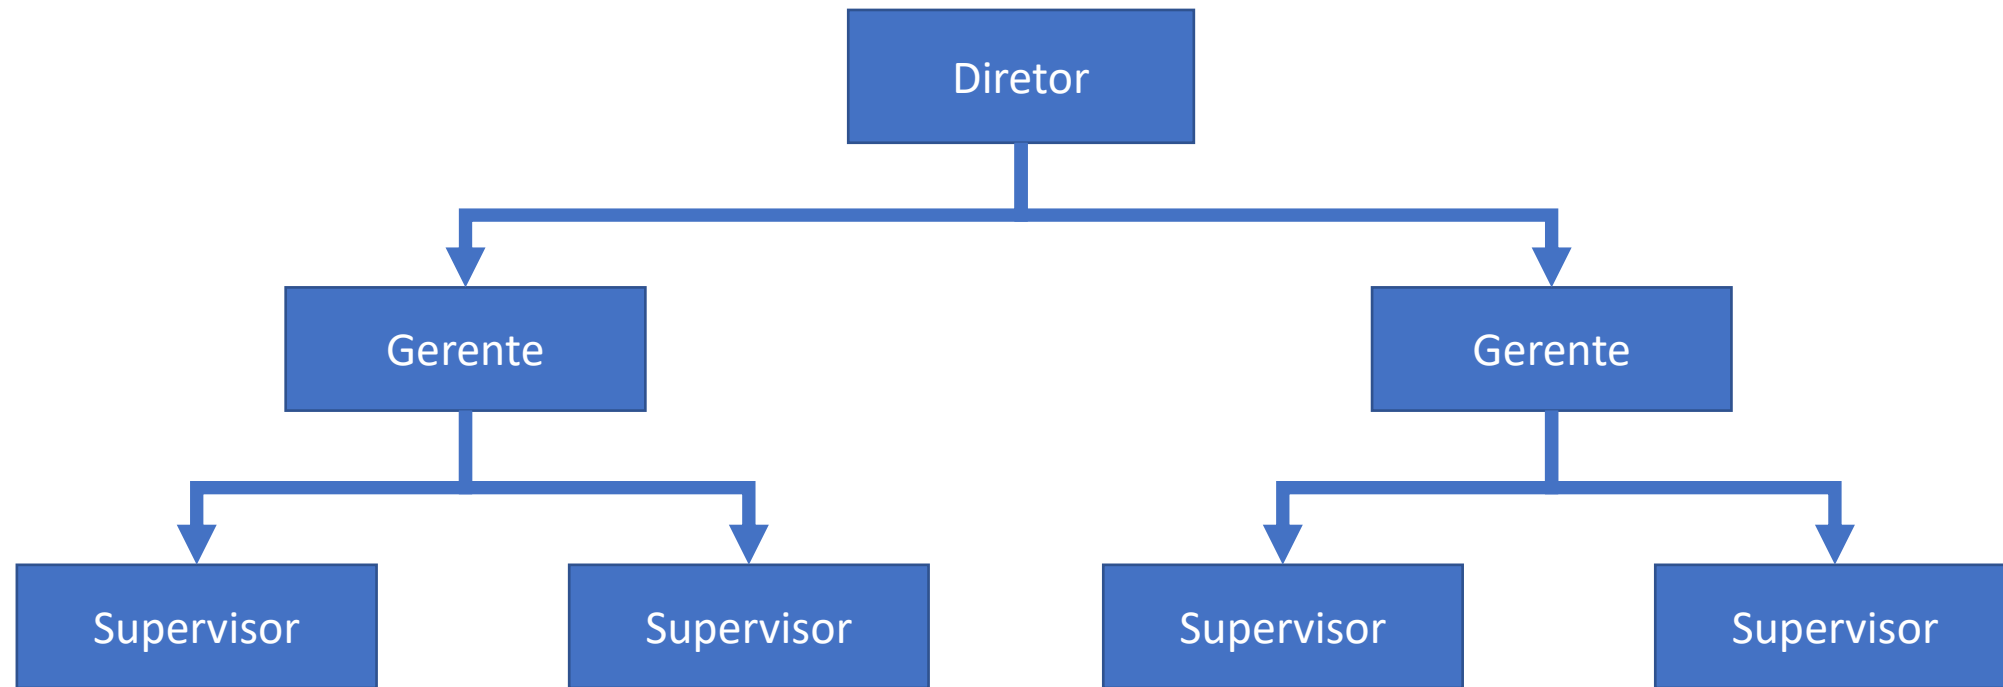 Diretor
Gerente
Gerente
Supervisor
Supervisor
Supervisor
Supervisor